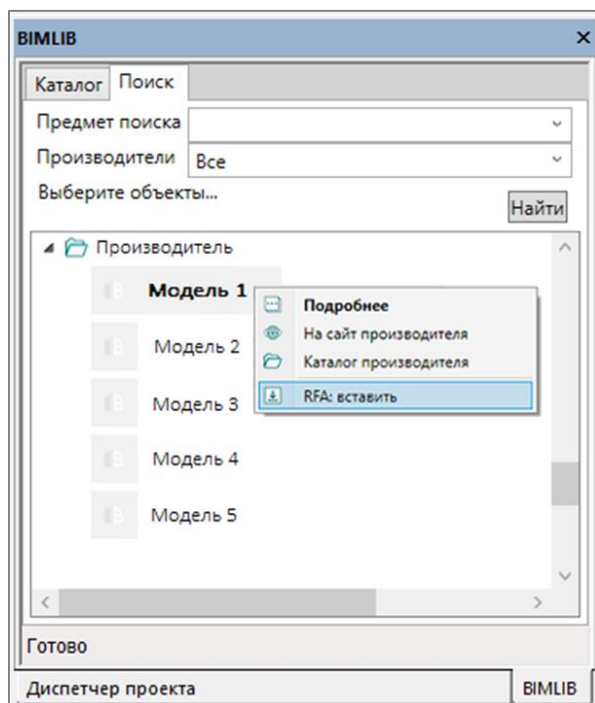 BIMLIB
Каталог Поиск
Предмет поиска
Производители Все
Выберите объекты...
Найти
Производитель
Модель 1
Подробнее
На сайт производителя
Модель 2
Каталог производителя
RFA: вставить
Модель 3
Модель 4
Модель 5
Готово
Диспетчер проекта BIMLIB